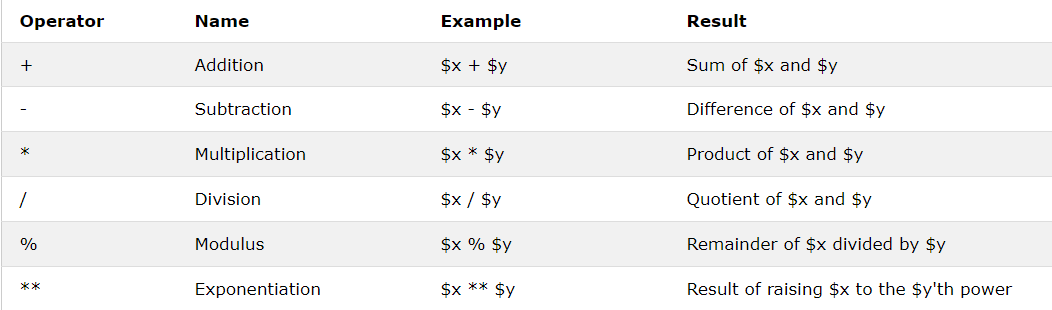 Operator Name Example Result
+ Addition $x + $y Sum of $x and $y
- Subtraction $x - $y Difference of $x and $y
* Multiplication $x * $y Product of $x and $y
/ Division $x / $y Quotient of $x and $y
% Modulus $x % $y Remainder of $x divided by $y
** Exponentiation $x ** $y Result of raising $x to the $y'th power